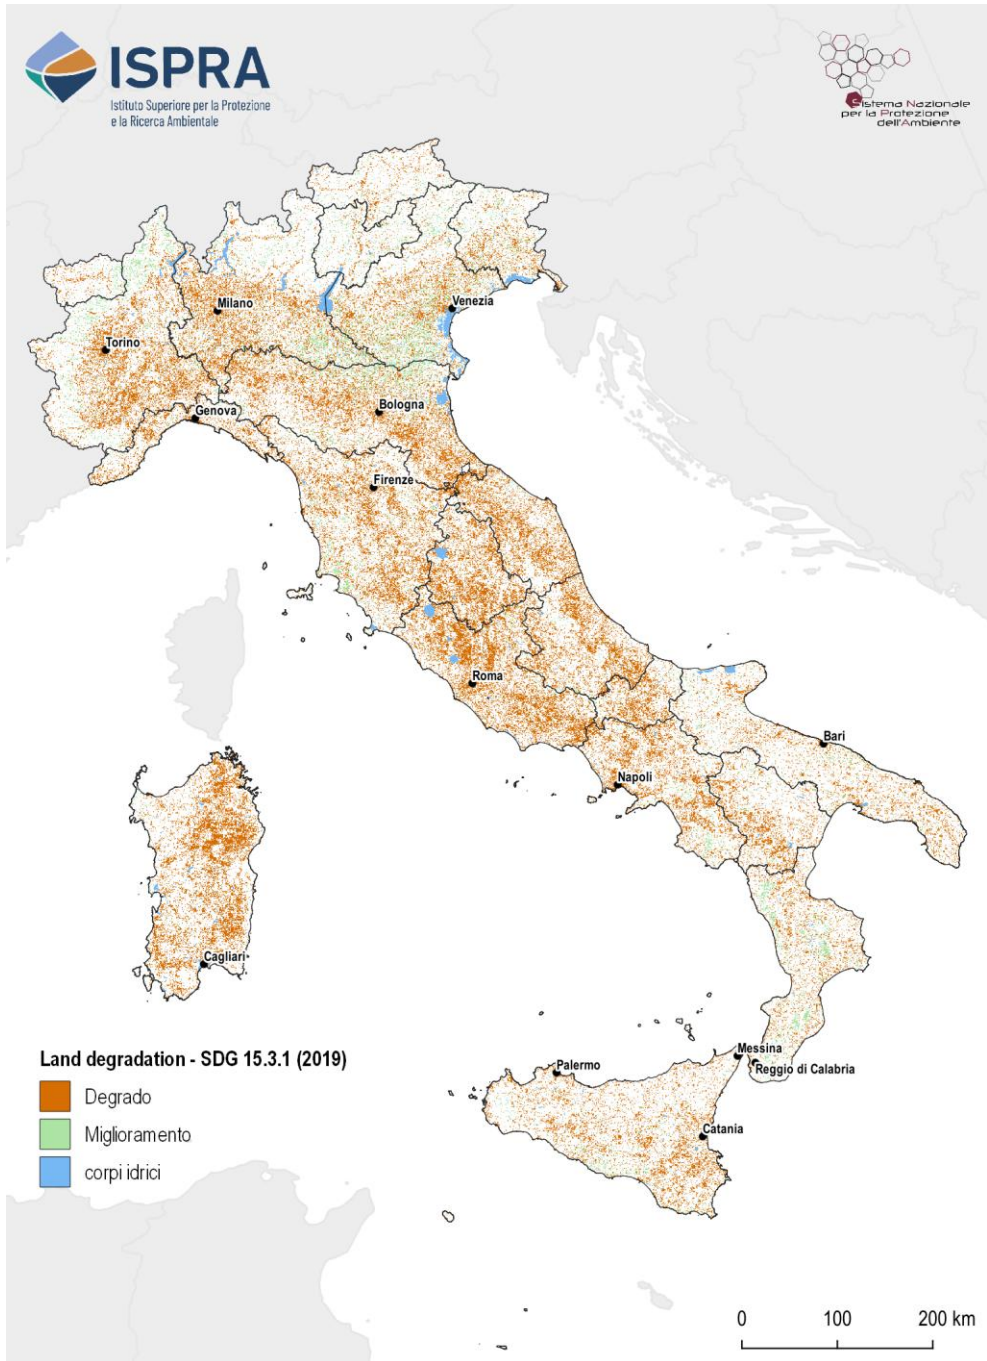 ISPRA
Istituto Superiore per la Protezione
e la Ricerca Ambientale
Sistema Nazionale
per la Protezione
dell'Ambiente
Milano
Venezia
Torino
Genova
Bologna
Firenze
Roma
Bari
Napoli
Cagliari
Messina
Palermo
Reggio di Calabria
Catania
Land degradation - SDG 15.3.1 (2019)
Degrado
Miglioramento
corpi idrici
0 100 200 km